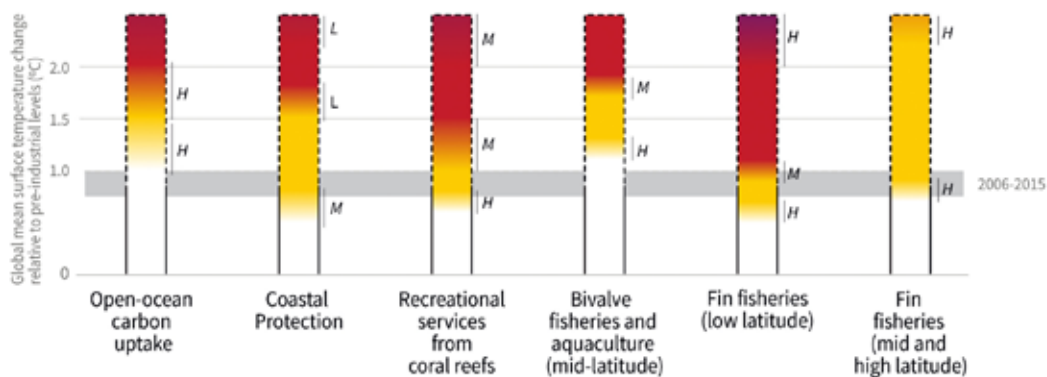 Global mean surface temperature change
relative to pre-industrial levels (ºC)
2.0
1.5
1.0
0
H
H
L
L
M
M
M
H
M
H
H
M
H
H
H
2006-2015
Open-ocean
carbon
uptake
Coastal
Protection
Recreational
services
from
coral reefs
Bivalve
fisheries and
aquaculture
(mid-latitude)
Fin fisheries
(low latitude)
Fin
fisheries
(mid and
high latitude)